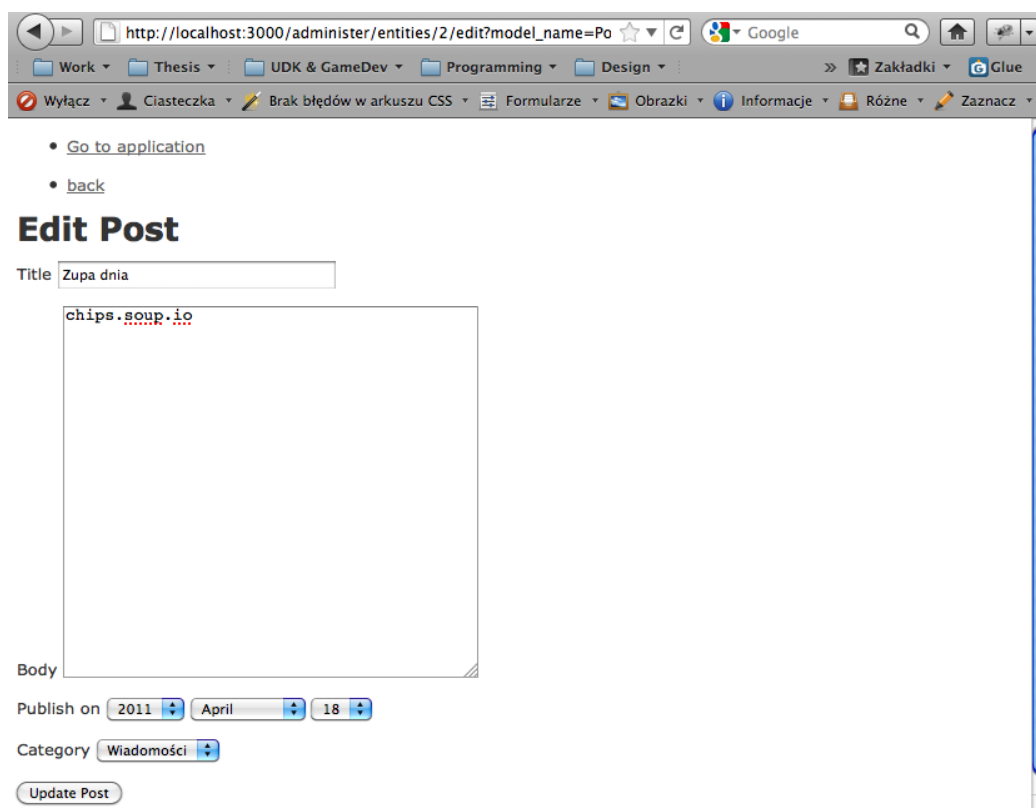 http://localhost:3000/administer/entities/2/edit?model_name=Po Google
Work Thesis UDK & GameDev Programming Design » Zakładki Glue
Wyłącz Ciasteczka Brak błędów w arkuszu CSS Formularze Obrazki Informacje Różne Zaznacz
Go to application
back
Edit Post
Title Zupa dnia
chips.soup.io
Body
Publish on 2011 April 18
Category Wiadomości
Update Post